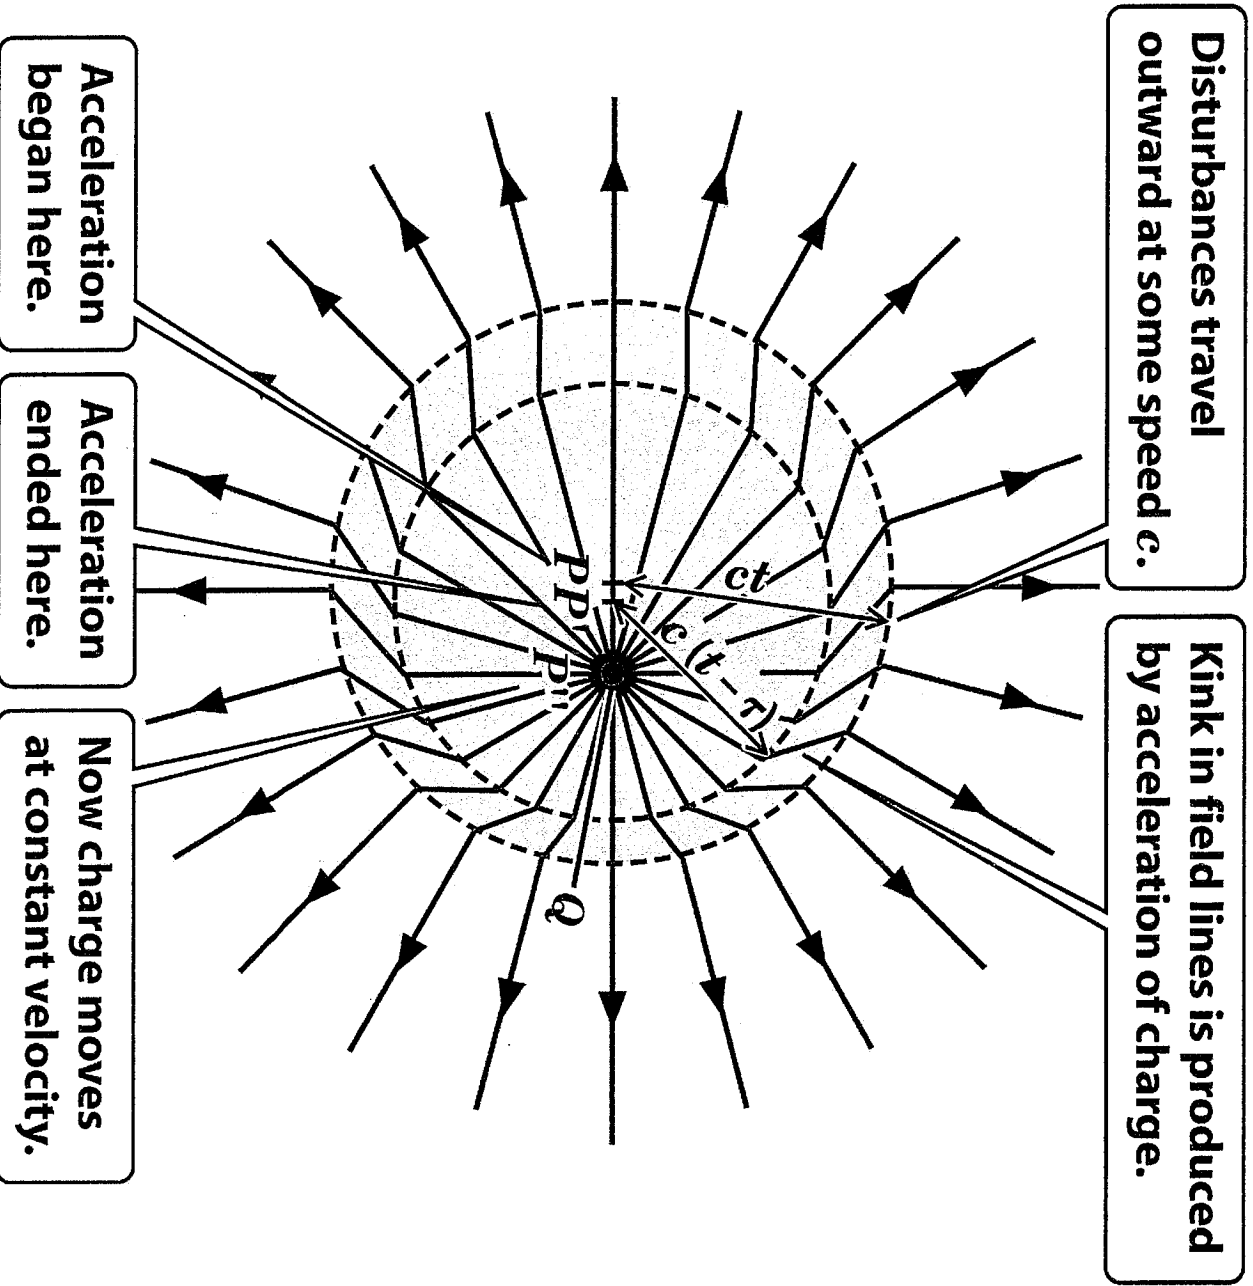 Disturbances travel
outward at some speed c.
Kink in field lines is produced
by acceleration of charge.
ct
c (t - τ)
P
P'
P''
Q
Acceleration
began here.
Acceleration
ended here.
Now charge moves
at constant velocity.